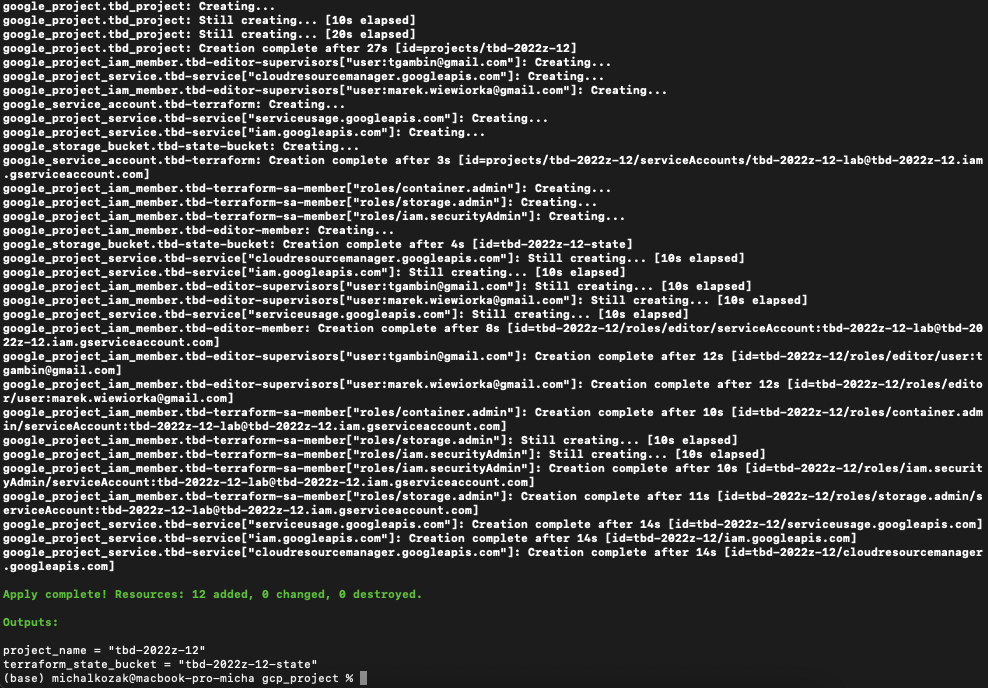 google_project.tbd_project: Creating...
google_project.tbd_project: Still creating... [10s elapsed]
google_project.tbd_project: Still creating... [20s elapsed]
google_project.tbd_project: Creation complete after 27s [id=projects/tbd-2022z-12]
google_project_iam_member.tbd-editor-supervisors["user:tgambin@gmail.com"]: Creating...
google_project_service.tbd-service["cloudresourcemanager.googleapis.com"]: Creating...
google_project_iam_member.tbd-editor-supervisors["user:marek.wiewiorka@gmail.com"]: Creating...
google_service_account.tbd-terraform: Creating...
google_project_service.tbd-service["serviceusage.googleapis.com"]: Creating...
google_project_service.tbd-service["iam.googleapis.com"]: Creating...
google_storage_bucket.tbd-state-bucket: Creating...
google_service_account.tbd-terraform: Creation complete after 3s [id=projects/tbd-2022z-12/serviceAccounts/tbd-2022z-12-lab@tbd-2022z-12.iam
.gserviceaccount.com]
google_project_iam_member.tbd-terraform-sa-member["roles/container.admin"]: Creating...
google_project_iam_member.tbd-terraform-sa-member["roles/storage.admin"]: Creating...
google_project_iam_member.tbd-terraform-sa-member["roles/iam.securityAdmin"]: Creating...
google_project_iam_member.tbd-editor-member: Creating...
google_storage_bucket.tbd-state-bucket: Creation complete after 4s [id=tbd-2022z-12-state]
google_project_service.tbd-service["cloudresourcemanager.googleapis.com"]: Still creating... [10s elapsed]
google_project_service.tbd-service["iam.googleapis.com"]: Still creating... [10s elapsed]
google_project_iam_member.tbd-editor-supervisors["user:tgambin@gmail.com"]: Still creating... [10s elapsed]
google_project_iam_member.tbd-editor-supervisors["user:marek.wiewiorka@gmail.com"]: Still creating... [10s elapsed]
google_project_service.tbd-service["serviceusage.googleapis.com"]: Still creating... [10s elapsed]
google_project_iam_member.tbd-editor-member: Creation complete after 8s [id=tbd-2022z-12/roles/editor/serviceAccount:tbd-2022z-12-lab@tbd-20
22z-12.iam.gserviceaccount.com]
google_project_iam_member.tbd-editor-supervisors["user:tgambin@gmail.com"]: Creation complete after 12s [id=tbd-2022z-12/roles/editor/user:t
gambin@gmail.com]
google_project_iam_member.tbd-editor-supervisors["user:marek.wiewiorka@gmail.com"]: Creation complete after 12s [id=tbd-2022z-12/roles/edito
r/user:marek.wiewiorka@gmail.com]
google_project_iam_member.tbd-terraform-sa-member["roles/container.admin"]: Creation complete after 10s [id=tbd-2022z-12/roles/container.adm
in/serviceAccount:tbd-2022z-12-lab@tbd-2022z-12.iam.gserviceaccount.com]
google_project_iam_member.tbd-terraform-sa-member["roles/storage.admin"]: Still creating... [10s elapsed]
google_project_iam_member.tbd-terraform-sa-member["roles/iam.securityAdmin"]: Still creating... [10s elapsed]
google_project_iam_member.tbd-terraform-sa-member["roles/iam.securityAdmin"]: Creation complete after 10s [id=tbd-2022z-12/roles/iam.securit
yAdmin/serviceAccount:tbd-2022z-12-lab@tbd-2022z-12.iam.gserviceaccount.com]
google_project_iam_member.tbd-terraform-sa-member["roles/storage.admin"]: Creation complete after 11s [id=tbd-2022z-12/roles/storage.admin/s
erviceAccount:tbd-2022z-12-lab@tbd-2022z-12.iam.gserviceaccount.com]
google_project_service.tbd-service["serviceusage.googleapis.com"]: Creation complete after 14s [id=tbd-2022z-12/serviceusage.googleapis.com]
google_project_service.tbd-service["iam.googleapis.com"]: Creation complete after 14s [id=tbd-2022z-12/iam.googleapis.com]
google_project_service.tbd-service["cloudresourcemanager.googleapis.com"]: Creation complete after 14s [id=tbd-2022z-12/cloudresourcemanager
.googleapis.com]
Apply complete! Resources: 12 added, 0 changed, 0 destroyed.
Outputs:
project_name = "tbd-2022z-12"
terraform_state_bucket = "tbd-2022z-12-state"
(base) michalkozak@macbook-pro-micha gcp_project %